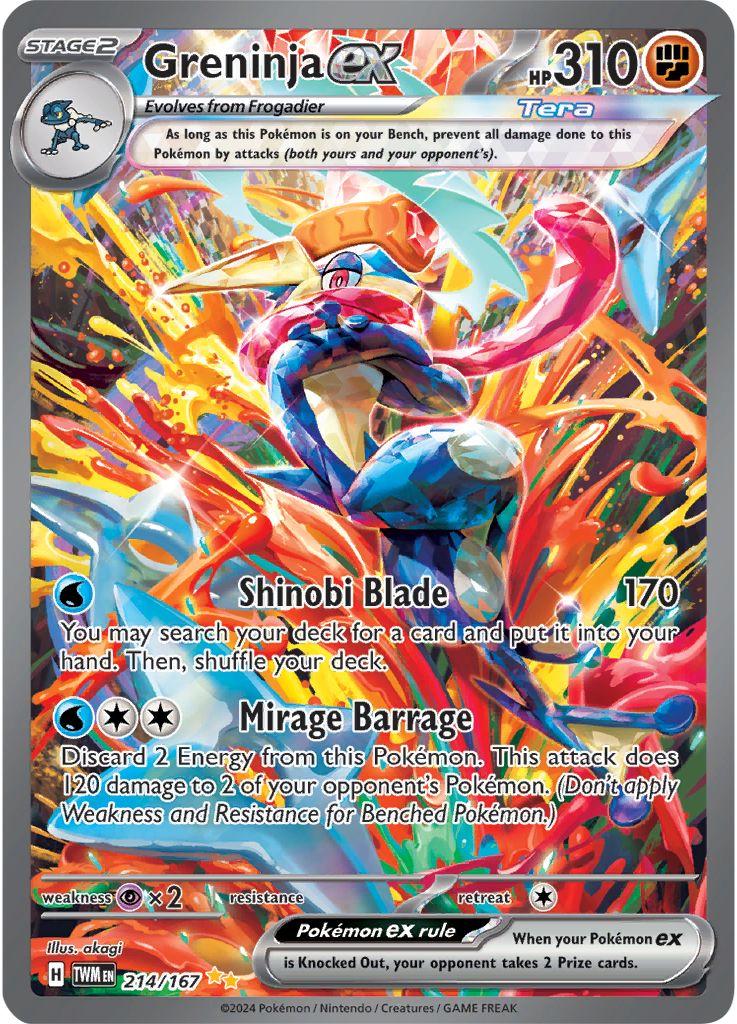 STAGE2
Greninja ex
HP 310
Evolves from Frogadier
Tera
As long as this Pokémon is on your Bench, prevent all damage done to this
Pokémon by attacks (both yours and your opponent's).
Shinobi Blade 170
You may search your deck for a card and put it into your
hand. Then, shuffle your deck.
Mirage Barrage
Discard 2 Energy from this Pokémon. This attack does
120 damage to 2 of your opponent's Pokémon. (Don't apply
Weakness and Resistance for Benched Pokémon.)
weakness ×2 resistance retreat
Illus. akagi
Pokémon ex rule
When your Pokémon ex
is Knocked Out, your opponent takes 2 Prize cards.
H TWM EN 214/167
©2024 Pokémon / Nintendo / Creatures / GAME FREAK